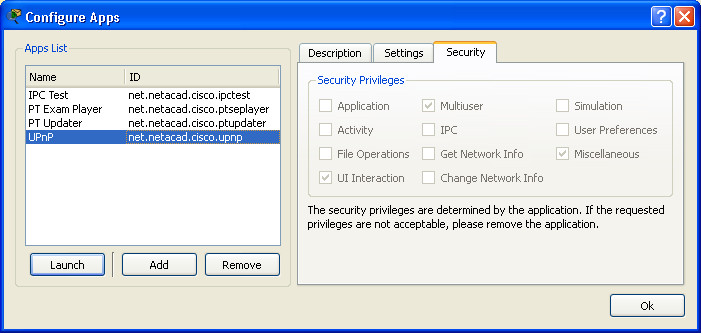 Configure Apps
Apps List
Name ID
IPC Test net.netacad.cisco.ipctest
PT Exam Player net.netacad.cisco.ptseplayer
PT Updater net.netacad.cisco.ptupdater
UPnP net.netacad.cisco.upnp
Launch Add Remove
Description Settings Security
Security Privileges
Application Multiuser Simulation
Activity IPC User Preferences
File Operations Get Network Info Miscellaneous
UI Interaction Change Network Info
The security privileges are determined by the application. If the requested
privileges are not acceptable, please remove the application.
Ok